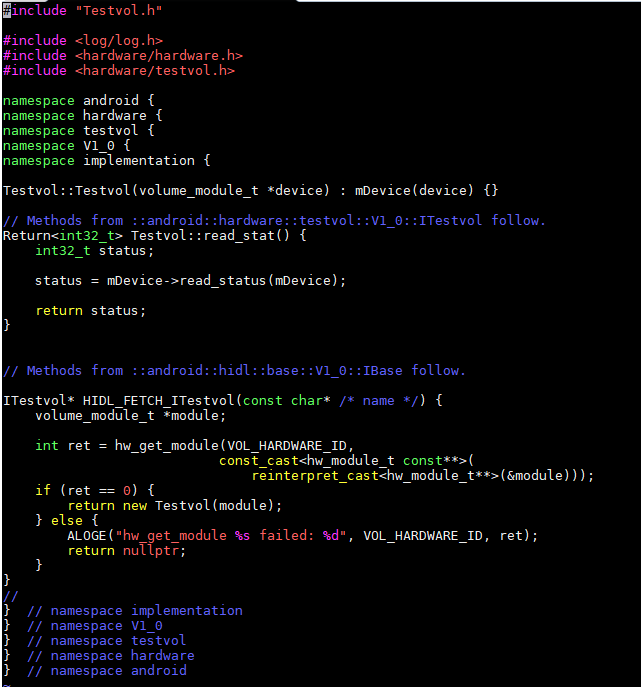 #include "Testvol.h"

#include <log/log.h>
#include <hardware/hardware.h>
#include <hardware/testvol.h>

namespace android {
namespace hardware {
namespace testvol {
namespace V1_0 {
namespace implementation {

Testvol::Testvol(volume_module_t *device) : mDevice(device) {}

// Methods from ::android::hardware::testvol::V1_0::ITestvol follow.
Return<int32_t> Testvol::read_stat() {
    int32_t status;

    status = mDevice->read_status(mDevice);

    return status;
}


// Methods from ::android::hidl::base::V1_0::IBase follow.

ITestvol* HIDL_FETCH_ITestvol(const char* /* name */) {
    volume_module_t *module;

    int ret = hw_get_module(VOL_HARDWARE_ID,
                           const_cast<hw_module_t const**>(
                               reinterpret_cast<hw_module_t**>(&module)));
    if (ret == 0) {
        return new Testvol(module);
    } else {
        ALOGE("hw_get_module %s failed: %d", VOL_HARDWARE_ID, ret);
        return nullptr;
    }
}
//
}  // namespace implementation
}  // namespace V1_0
}  // namespace testvol
}  // namespace hardware
}  // namespace android
~